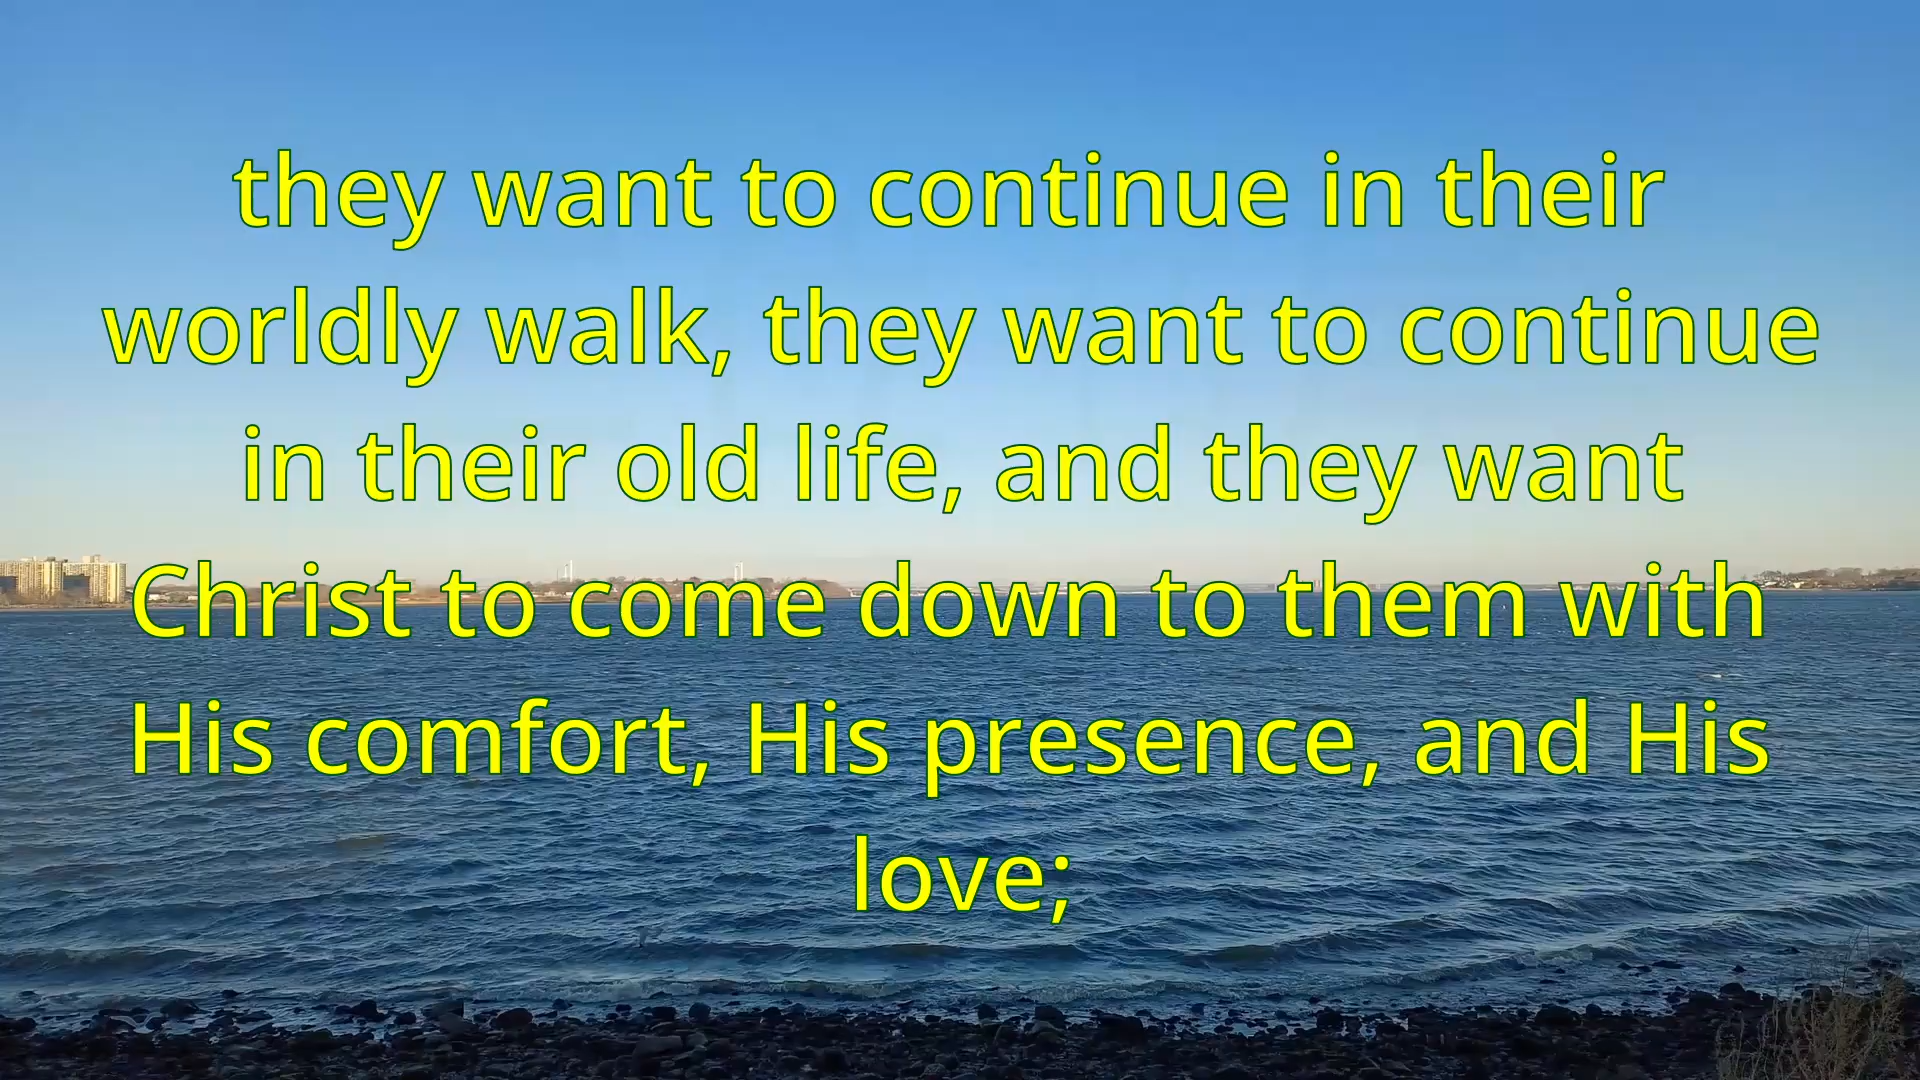 they want to continue in their
worldly walk, they want to continue
in their old life, and they want
Christ to come down to them with
His comfort, His presence, and His
love;